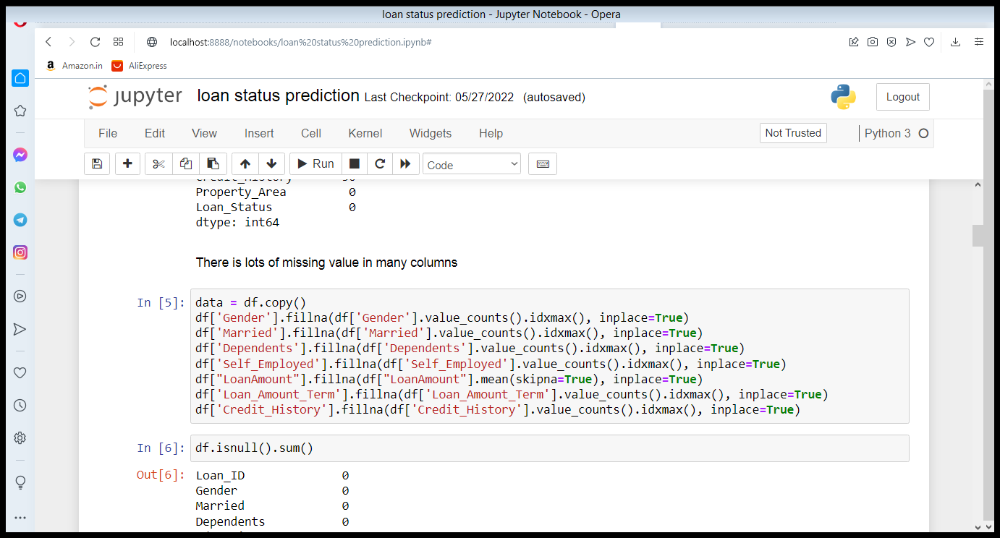 loan status prediction - Jupyter Notebook - Opera
localhost:8888/notebooks/loan%20status%20prediction.ipynb#
a Amazon.in AliExpress
jupyter loan status prediction Last Checkpoint: 05/27/2022 (autosaved) Logout
File Edit View Insert Cell Kernel Widgets Help Not Trusted Python 3
Run Code
Property_Area 0
Loan_Status 0
dtype: int64
There is lots of missing value in many columns
In [5]: data = df.copy()
df['Gender'].fillna(df['Gender'].value_counts().idxmax(), inplace=True)
df['Married'].fillna(df['Married'].value_counts().idxmax(), inplace=True)
df['Dependents'].fillna(df['Dependents'].value_counts().idxmax(), inplace=True)
df['Self_Employed'].fillna(df['Self_Employed'].value_counts().idxmax(), inplace=True)
df["LoanAmount"].fillna(df["LoanAmount"].mean(skipna=True), inplace=True)
df['Loan_Amount_Term'].fillna(df['Loan_Amount_Term'].value_counts().idxmax(), inplace=True)
df['Credit_History'].fillna(df['Credit_History'].value_counts().idxmax(), inplace=True)
In [6]: df.isnull().sum()
Out[6]: Loan_ID 0
Gender 0
Married 0
Dependents 0